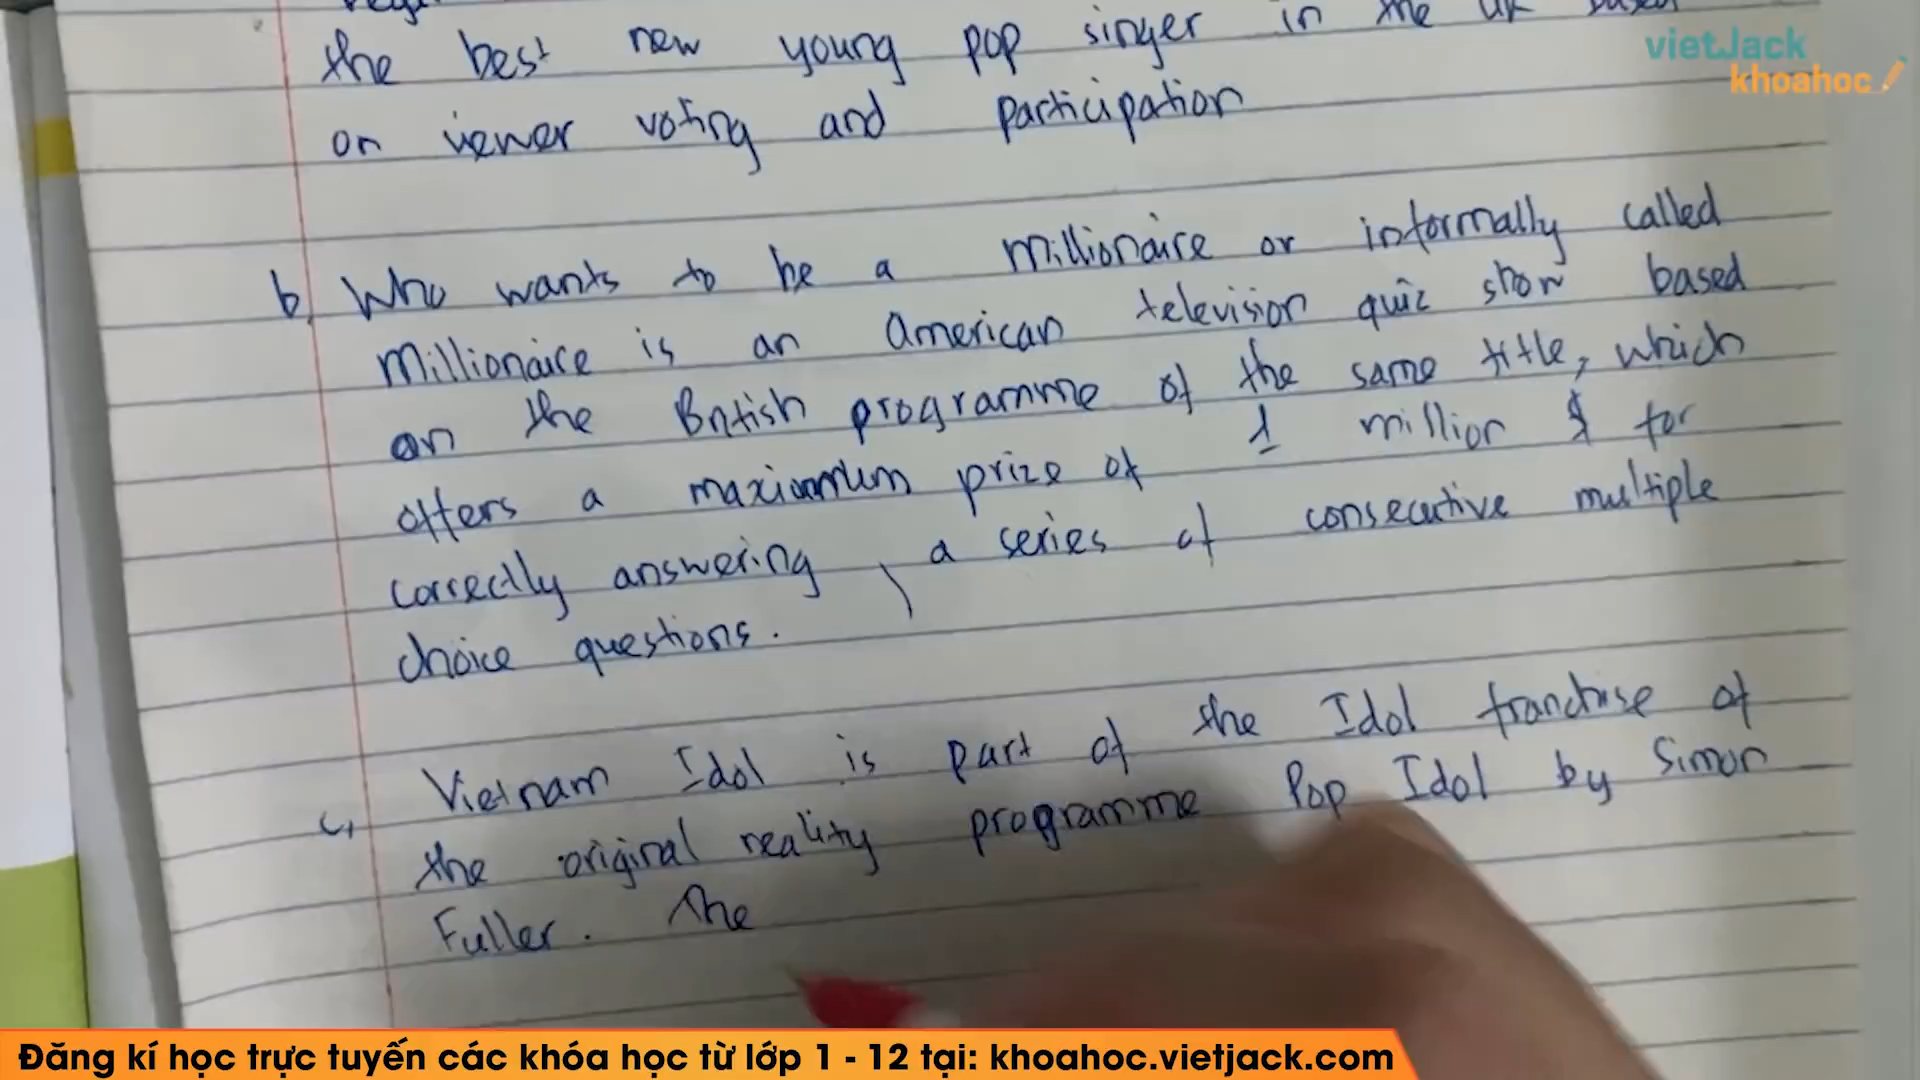 the best new young pop singer in the UK based
on viewer voting and participation
b, Who wants to be a Millionaire or informally called
Millionaire is an American television quiz show based
on the British programme of the same title, which
offers a maximum prize of 1 million $ for
correctly answering, a series of consecutive multiple
choice questions.
c, Vietnam Idol is part of the Idol franchise of
the original reality programme Pop Idol by Simon
Fuller. The
vietJack
khoahoc
Đăng kí học trực tuyến các khóa học từ lớp 1 - 12 tại: khoahoc.vietjack.com